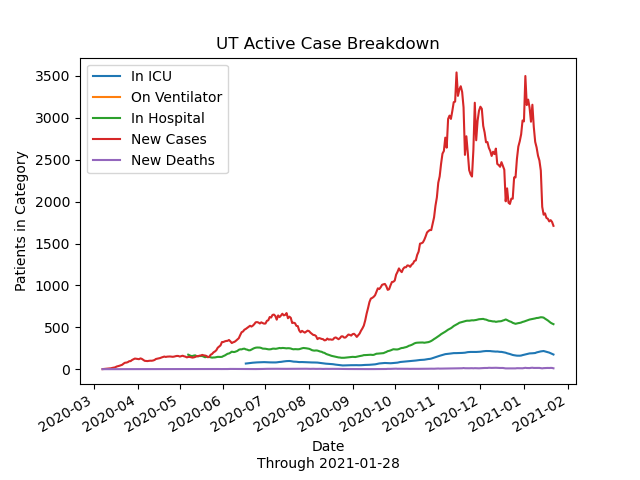 UT Active Case Breakdown
In ICU
On Ventilator
In Hospital
New Cases
New Deaths
Patients in Category
3500
3000
2500
2000
1500
1000
500
0
2020-03
2020-04
2020-05
2020-06
2020-07
2020-08
2020-09
2020-10
2020-11
2020-12
2021-01
2021-02
Date
Through 2021-01-28